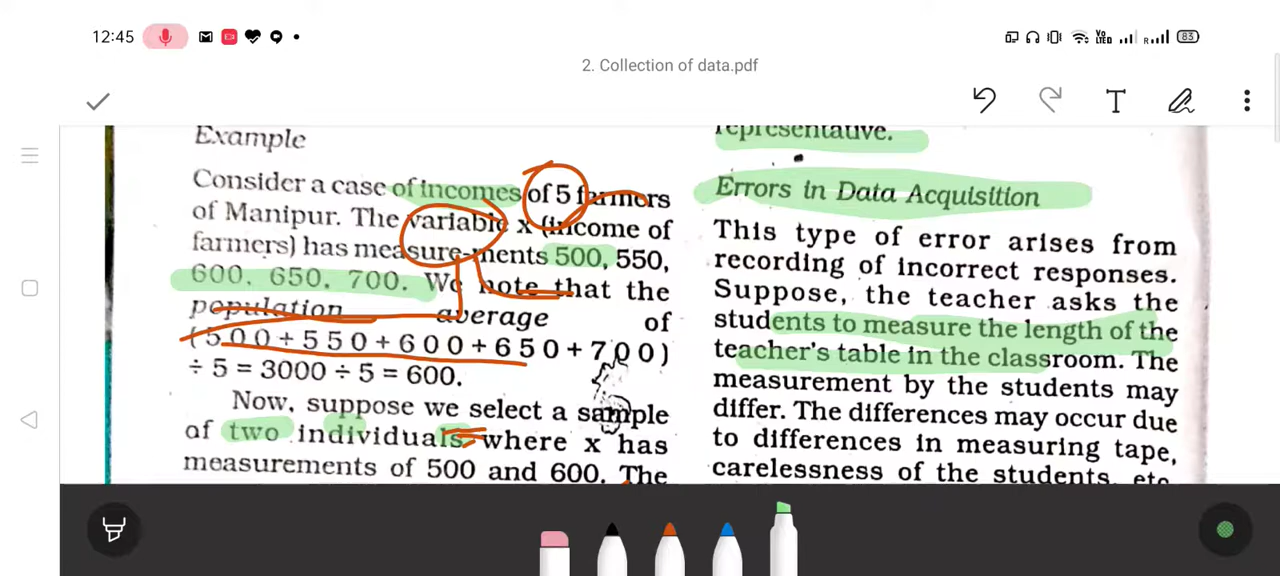 12:45
Vo LTED
R
83
2. Collection of data.pdf
T
Example
Consider a case of incomes of 5 farmers
of Manipur. The variable x (income of
farmers) has measure-ments 500, 550,
600, 650, 700. We note that the
population average of
(500+550+600+650+700)
÷ 5 = 3000 ÷ 5 = 600.
Now, suppose we select a sample
of two individuals where x has
measurements of 500 and 600. The
representative.
Errors in Data Acquisition
This type of error arises from
recording of incorrect responses.
Suppose, the teacher asks the
students to measure the length of the
teacher's table in the classroom. The
measurement by the students may
differ. The differences may occur due
to differences in measuring tape,
carelessness of the students, etc.